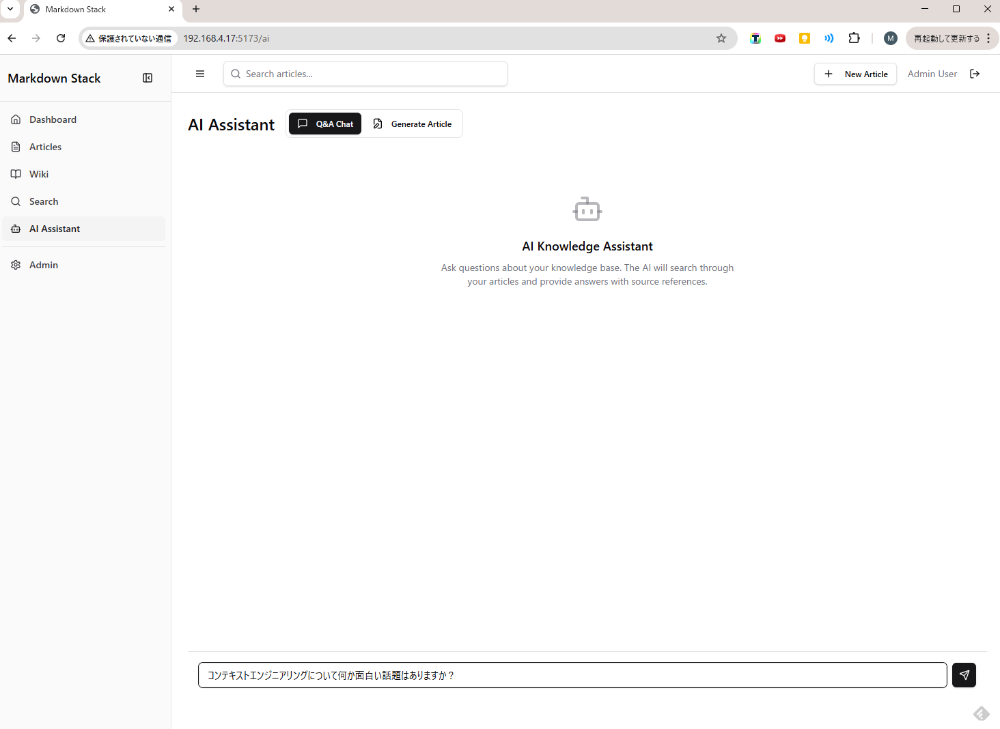 Markdown Stack
保護されていない通信
192.168.4.17:5173/ai
T
M
再起動して更新する
Markdown Stack
Search articles...
New Article
Admin User
Dashboard
Articles
Wiki
Search
AI Assistant
Admin
AI Assistant
Q&A Chat
Generate Article
AI Knowledge Assistant
Ask questions about your knowledge base. The AI will search through
your articles and provide answers with source references.
コンテキストエンジニアリングについて何か面白い話題はありますか？